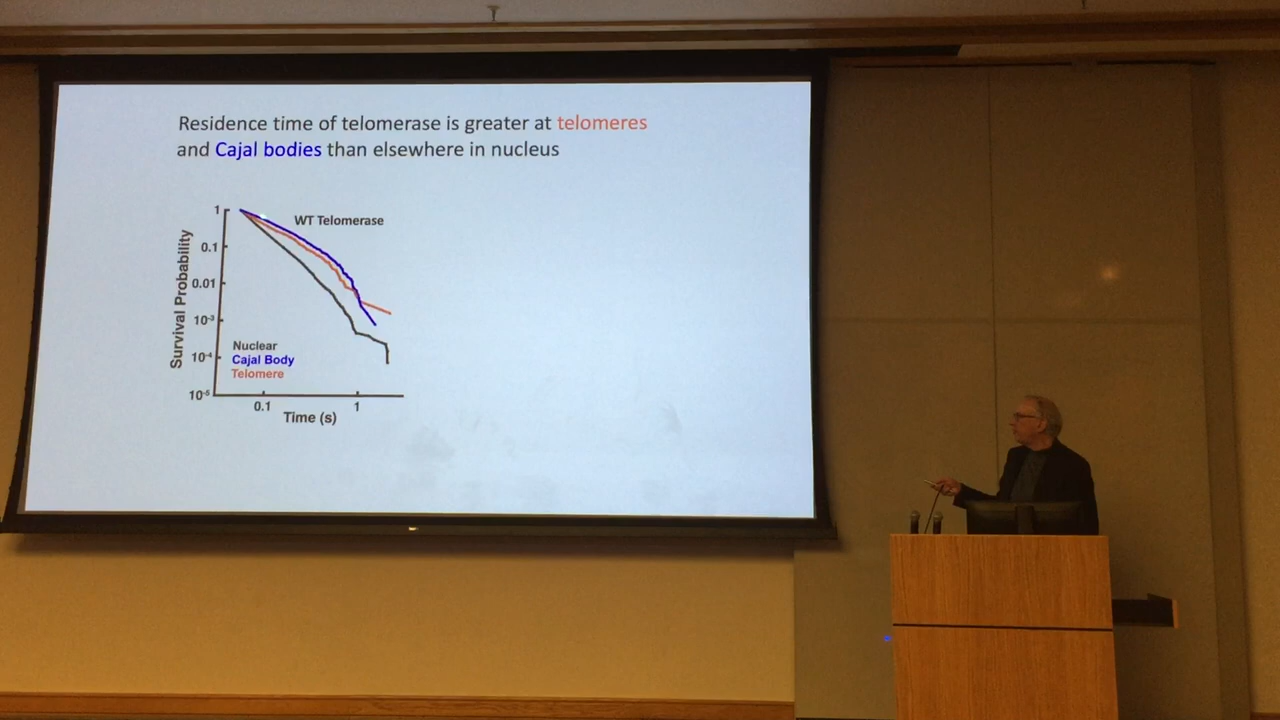 Residence time of telomerase is greater at telomeres
and Cajal bodies than elsewhere in nucleus
WT Telomerase
Survival Probability
1
0.1
0.01
10⁻³
10⁻⁴
10⁻⁵
Nuclear
Cajal Body
Telomere
0.1 1
Time (s)